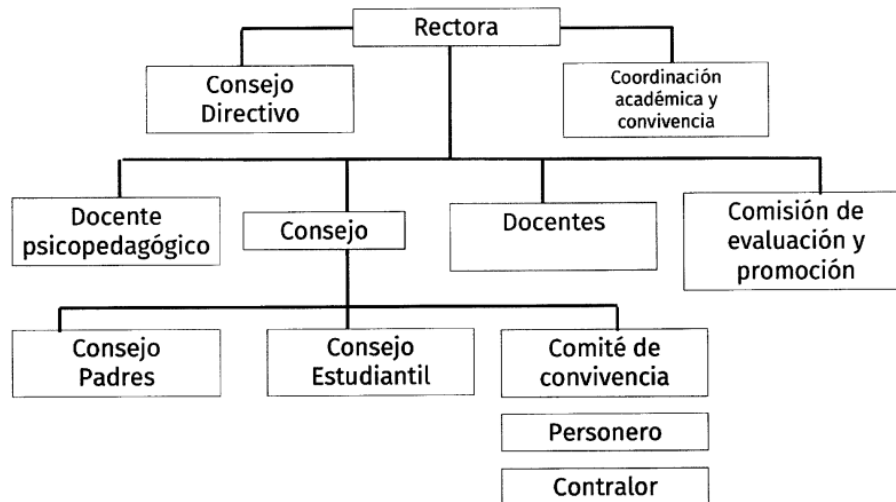 Rectora
Consejo
Directivo
Coordinación
académica y
convivencia
Docente
psicopedagógico
Consejo
Docentes
Comisión de
evaluación y
promoción
Consejo
Padres
Consejo
Estudiantil
Comité de
convivencia
Personero
Contralor